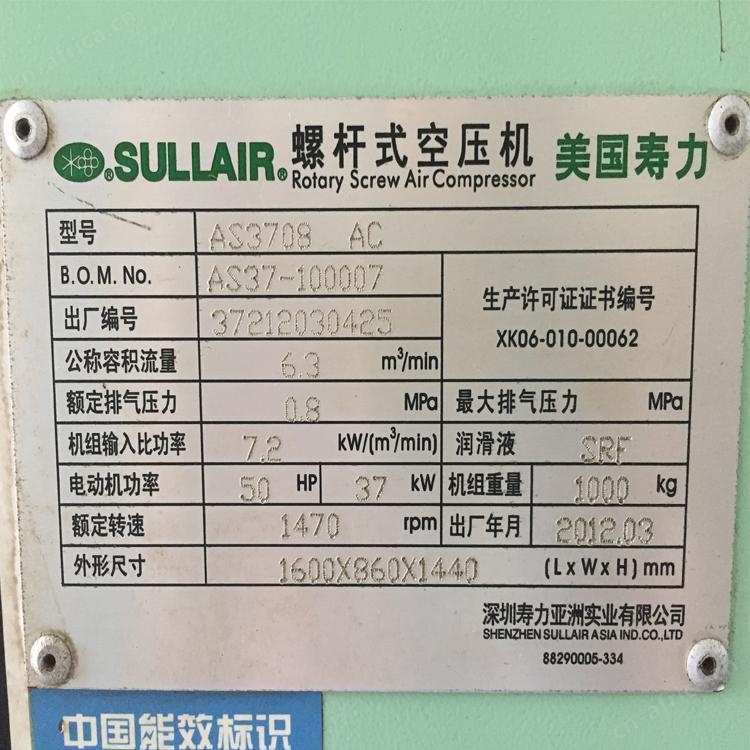 SULLAIR® 螺杆式空压机 美国寿力
Rotary Screw Air Compressor
型号 AS3708 AC
B.O.M. No. AS37-100007
生产许可证证书编号
XK06-010-00062
出厂编号 37212030425
公称容积流量 6.3 m³/min
额定排气压力 0.8 MPa 最大排气压力 MPa
机组输入比功率 7.2 kW/(m³/min) 润滑液 SRF
电动机功率 50 HP 37 kW 机组重量 1000 kg
额定转速 1470 rpm 出厂年月 2012.03
外形尺寸 1600X860X1440 (L x W x H) mm
深圳寿力亚洲实业有限公司
SHENZHEN SULLAIR ASIA IND.CO.,LTD
88290005-334
中国能效标识